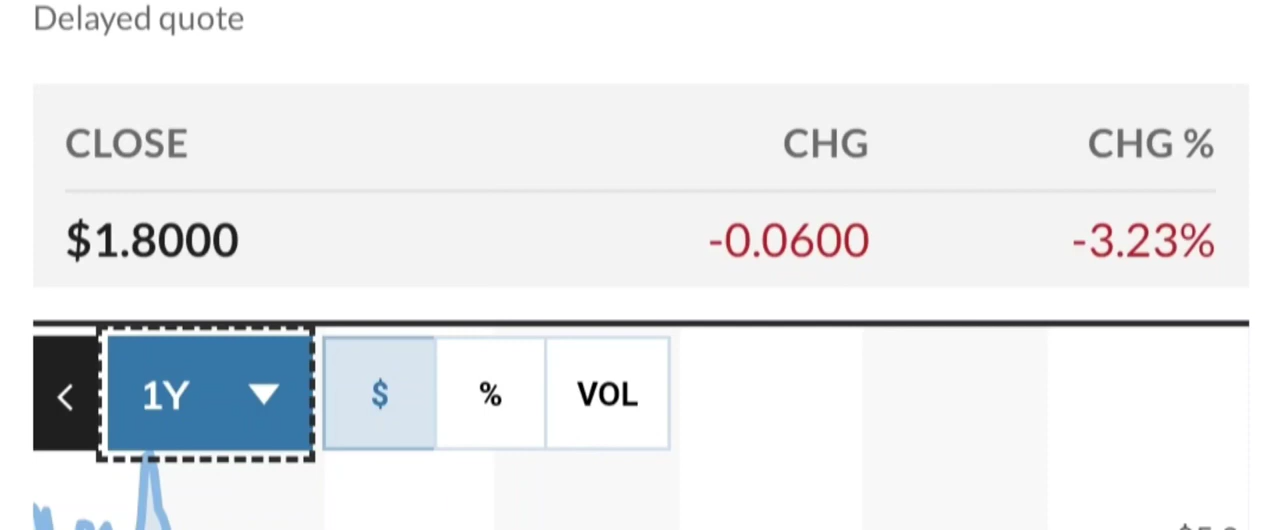 Delayed quote
CLOSE CHG CHG %
$1.8000 -0.0600 -3.23%
1Y $ % VOL